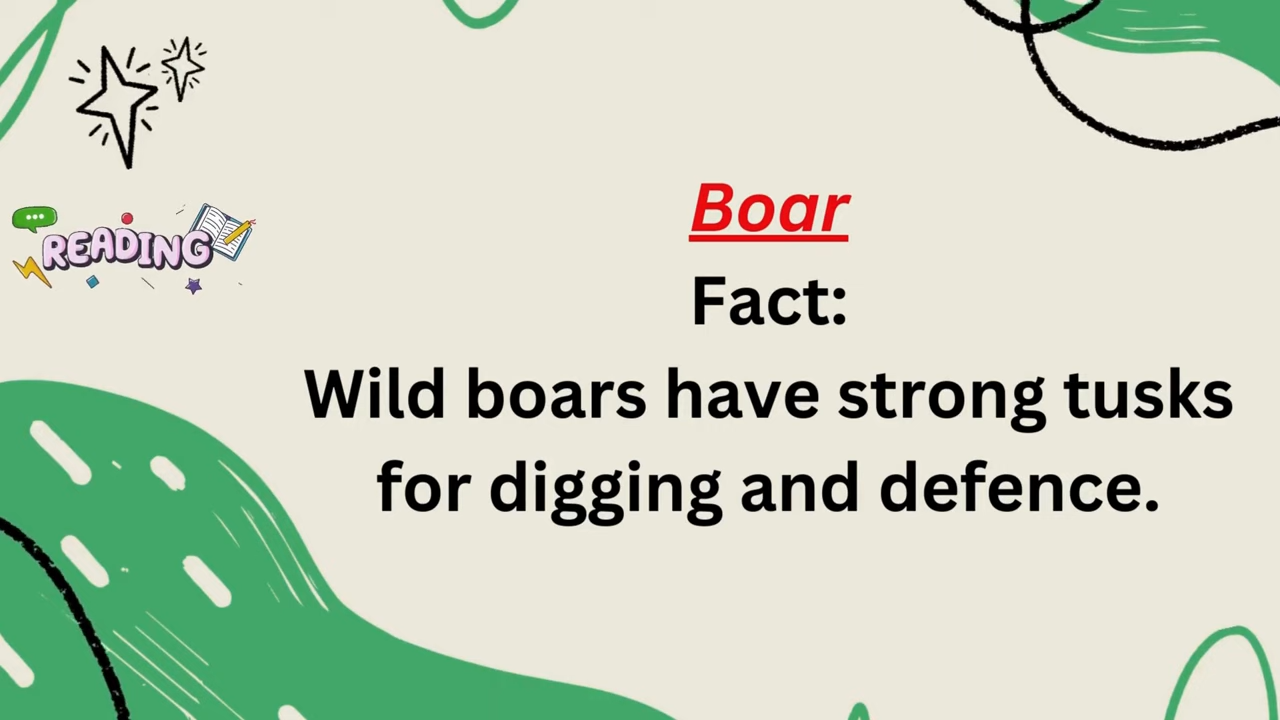 READING
Boar
Fact:
Wild boars have strong tusks
for digging and defence.